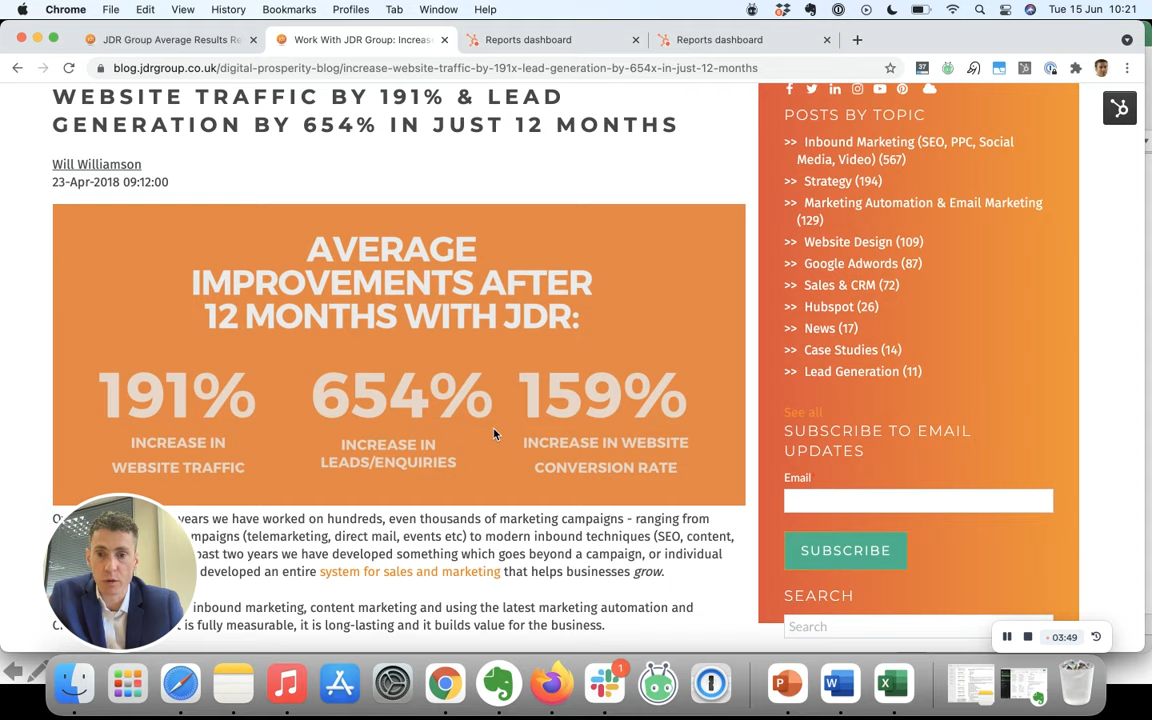 Chrome File Edit View History Bookmarks Profiles Tab Window Help
Tue 15 Jun 10:21
JDR Group Average Results Re
Work With JDR Group: Increas
Reports dashboard
Reports dashboard
blog.jdrgroup.co.uk/digital-prosperity-blog/increase-website-traffic-by-191x-lead-generation-by-654x-in-just-12-months
37
WEBSITE TRAFFIC BY 191% & LEAD
GENERATION BY 654% IN JUST 12 MONTHS
Will Williamson
23-Apr-2018 09:12:00
AVERAGE
IMPROVEMENTS AFTER
12 MONTHS WITH JDR:
191% 654% 159%
INCREASE IN
WEBSITE TRAFFIC
INCREASE IN
LEADS/ENQUIRIES
INCREASE IN WEBSITE
CONVERSION RATE
years we have worked on hundreds, even thousands of marketing campaigns - ranging from
mpaigns (telemarketing, direct mail, events etc) to modern inbound techniques (SEO, content,
past two years we have developed something which goes beyond a campaign, or individual
developed an entire system for sales and marketing that helps businesses grow.
inbound marketing, content marketing and using the latest marketing automation and
is fully measurable, it is long-lasting and it builds value for the business.
POSTS BY TOPIC
>> Inbound Marketing (SEO, PPC, Social
Media, Video) (567)
>> Strategy (194)
>> Marketing Automation & Email Marketing
(129)
>> Website Design (109)
>> Google Adwords (87)
>> Sales & CRM (72)
>> Hubspot (26)
>> News (17)
>> Case Studies (14)
>> Lead Generation (11)
See all
SUBSCRIBE TO EMAIL
UPDATES
Email
SUBSCRIBE
SEARCH
Search
03:49
1
P
W
X